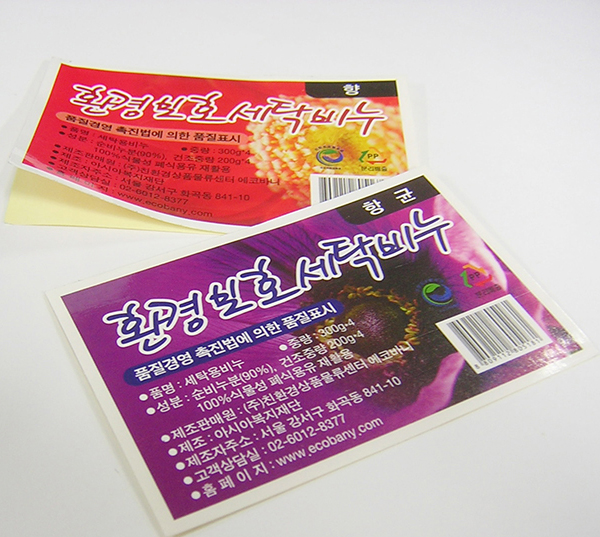 향
환경보호세탁비누
품질경영 촉진법에 의한 품질표시
• 품명 : 세탁용비누 • 중량 : 300g*4
• 성분 : 순비누분(90%), 건조중량 200g*4
100%식물성 폐식용유 재활용
• 제조판매원 : (주)친환경상품물류센터 에코바니
• 제조 : 아시아복지재단
• 제조자주소 : 서울 강서구 화곡동 841-10
• 고객상담실 : 02-6012-8377
www.ecobany.com
PP
분리배출
향균
환경보호세탁비누
품질경영 촉진법에 의한 품질표시
• 품명 : 세탁용비누 • 중량 : 300g*4
• 성분 : 순비누분(90%), 건조중량 200g*4
100%식물성 폐식용유 재활용
• 제조판매원 : (주)친환경상품물류센터 에코바니
• 제조 : 아시아복지재단
• 제조자주소 : 서울 강서구 화곡동 841-10
• 고객상담실 : 02-6012-8377
• 홈페이지 : www.ecobany.com